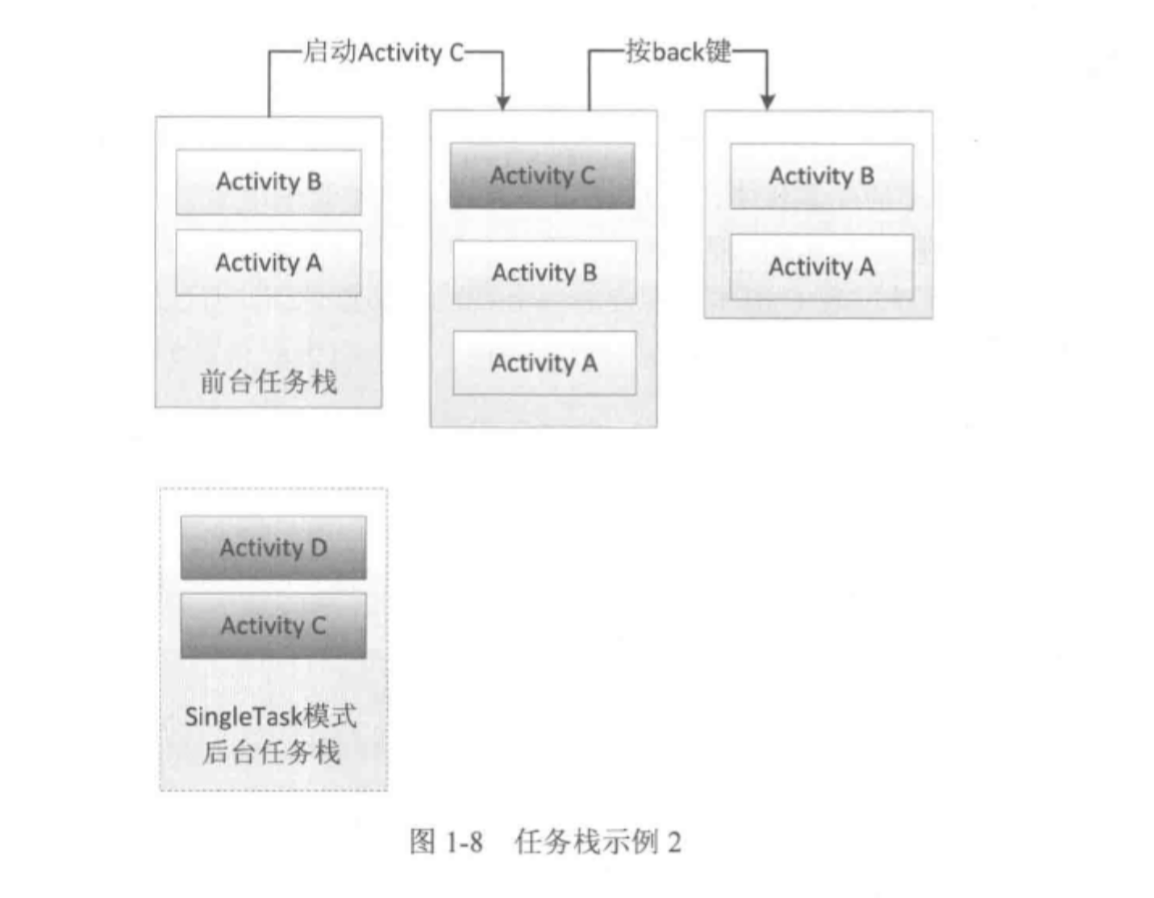 启动Activity C
按back键
Activity B
Activity A
前台任务栈
Activity C
Activity B
Activity A
Activity B
Activity A
Activity D
Activity C
SingleTask模式
后台任务栈
图 1-8 任务栈示例 2